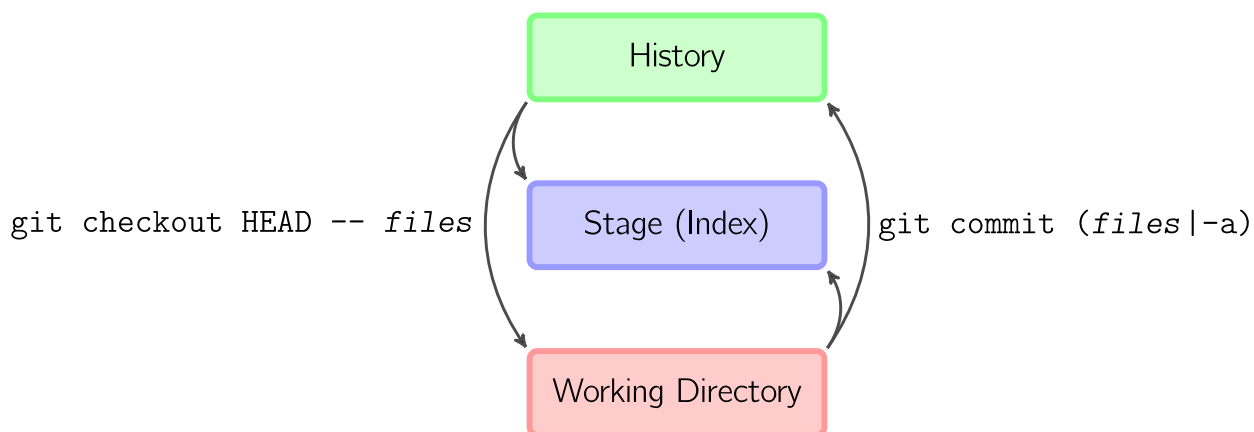 History
git checkout HEAD -- files
Stage (Index)
git commit (files|-a)
Working Directory